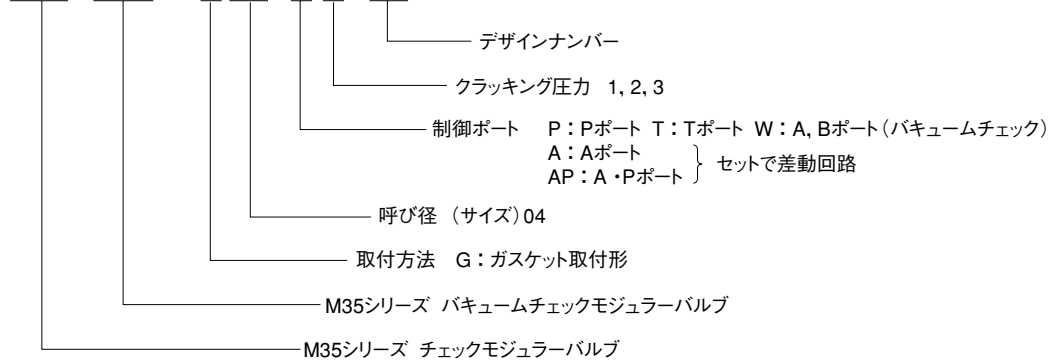 デザインナンバー
クラッキング圧力 1, 2, 3
制御ポート P：Pポート T：Tポート W：A, Bポート（バキュームチェック）
A：Aポート
AP：A・Pポート
セットで差動回路
呼び径 （サイズ）04
取付方法 G：ガスケット取付形
M35シリーズ バキュームチェックモジュラーバルブ
M35シリーズ チェックモジュラーバルブ